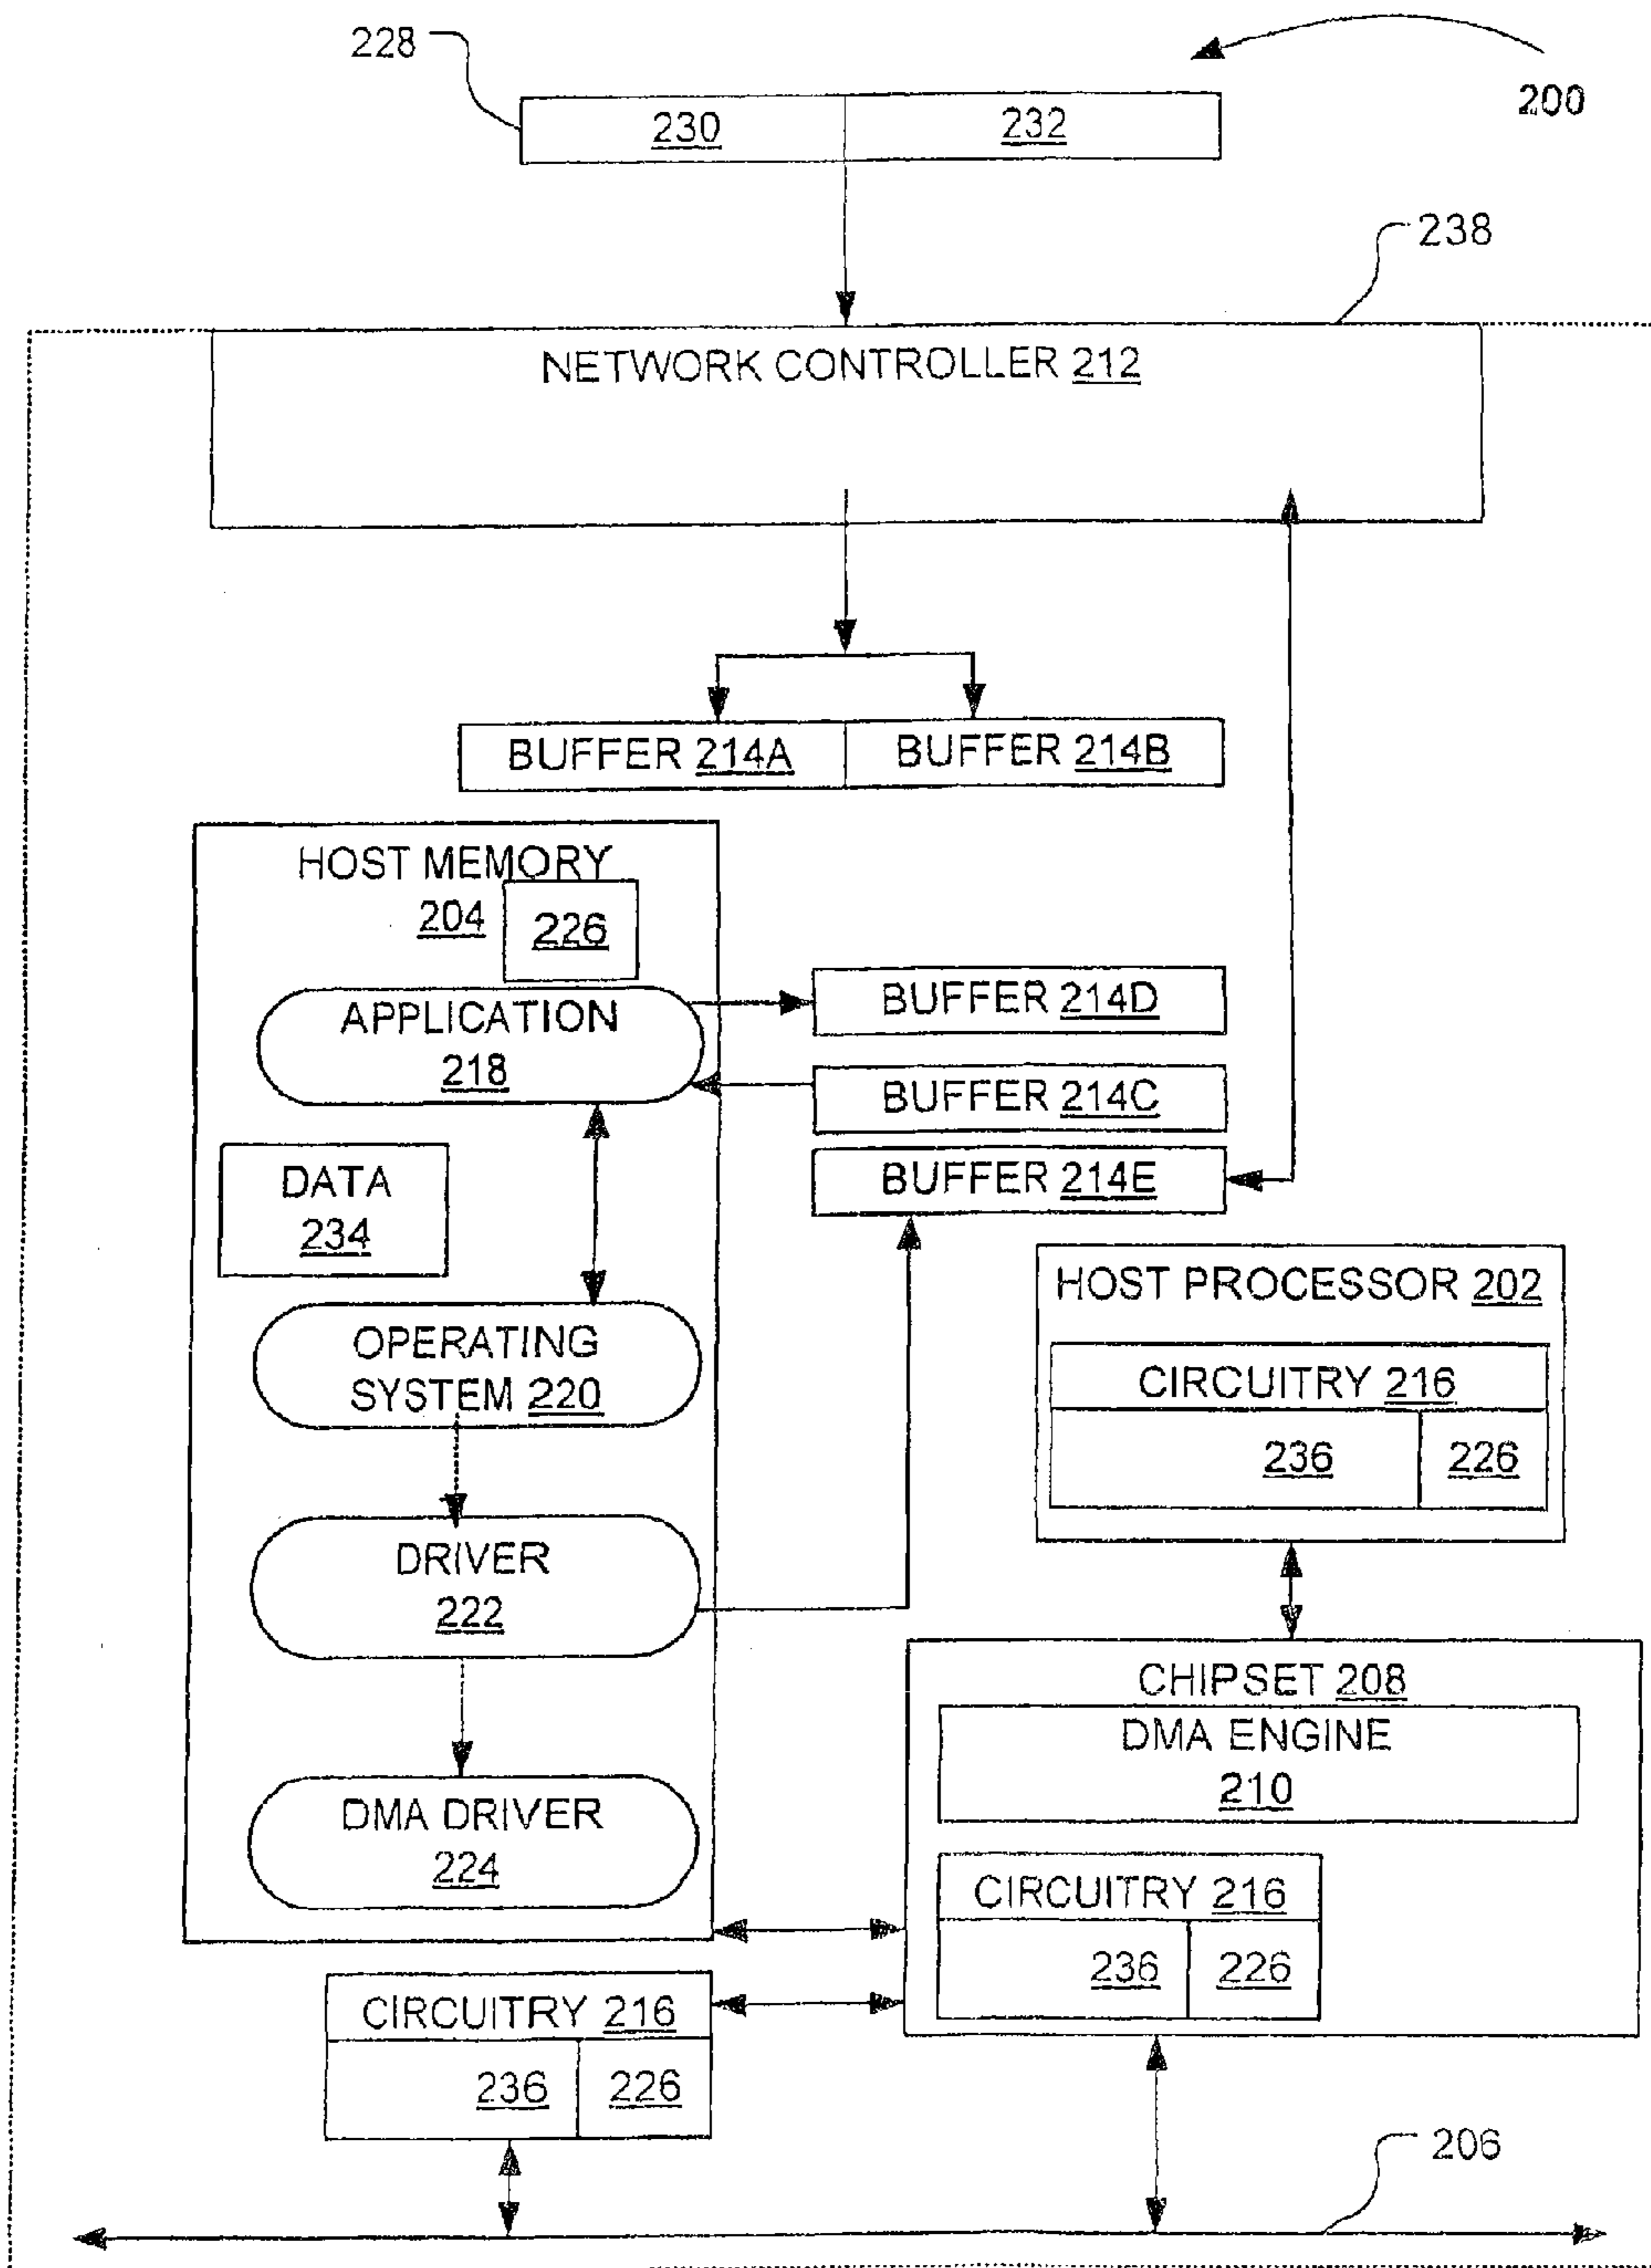 228
200
230
232
238
NETWORK CONTROLLER 212
BUFFER 214A
BUFFER 214B
HOST MEMORY
204
226
APPLICATION
218
BUFFER 214D
BUFFER 214C
BUFFER 214E
DATA
234
HOST PROCESSOR 202
CIRCUITRY 216
236
226
OPERATING
SYSTEM 220
DRIVER
222
CHIPSET 208
DMA ENGINE
210
DMA DRIVER
224
CIRCUITRY 216
236
226
CIRCUITRY 216
236
226
206